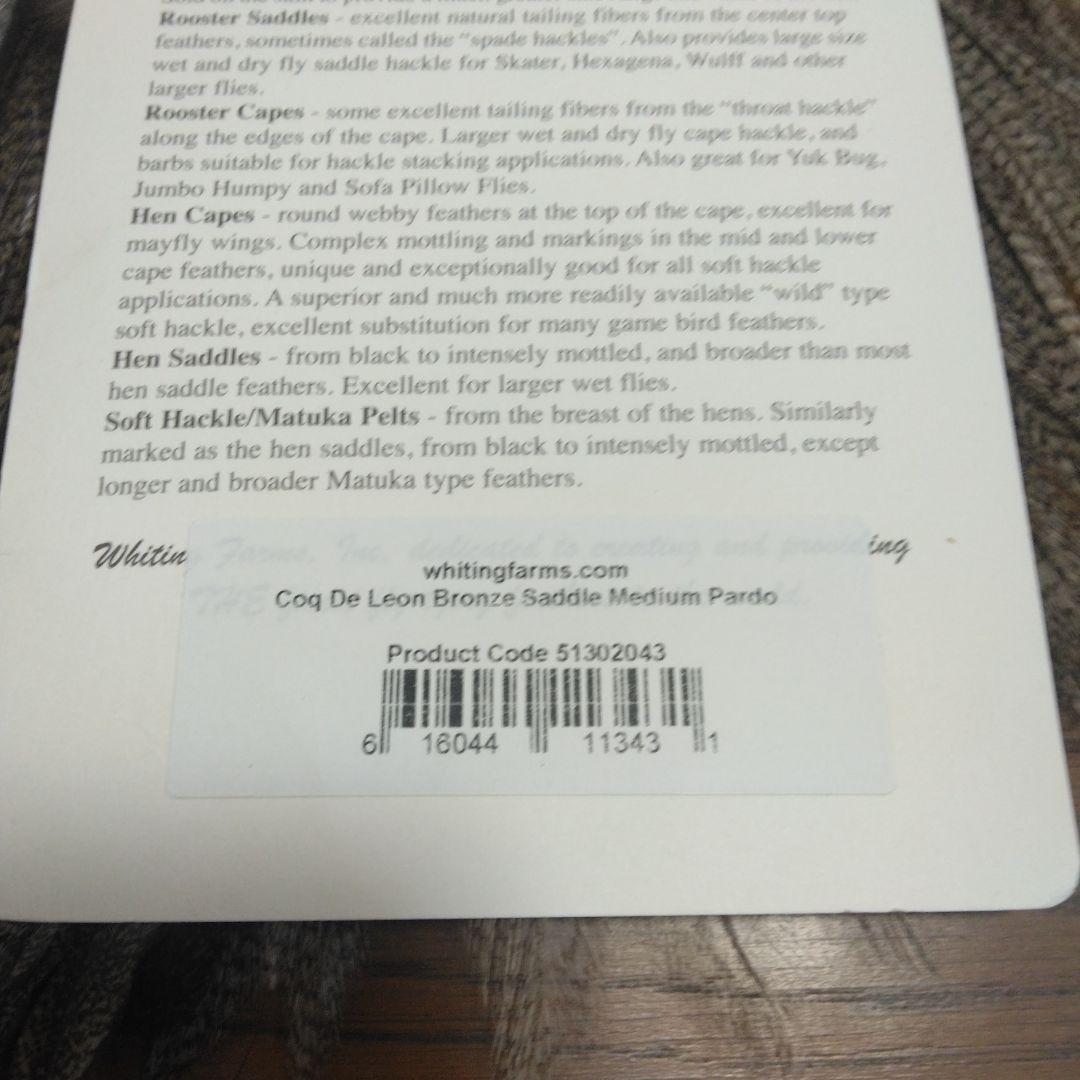 Rooster Saddles - excellent natural tailing fibers from the center top
feathers, sometimes called the "spade hackles". Also provides large size
wet and dry fly saddle hackle for Skater, Hexagena, Wulff and other
larger flies.
Rooster Capes - some excellent tailing fibers from the "throat hackle"
along the edges of the cape. Larger wet and dry fly cape hackle, and
barbs suitable for hackle stacking applications. Also great for Yuk Bug,
Jumbo Humpy and Sofa Pillow Flies.
Hen Capes - round webby feathers at the top of the cape, excellent for
mayfly wings. Complex mottling and markings in the mid and lower
cape feathers, unique and exceptionally good for all soft hackle
applications. A superior and much more readily available "wild" type
soft hackle, excellent substitution for many game bird feathers.
Hen Saddles - from black to intensely mottled, and broader than most
hen saddle feathers. Excellent for larger wet flies.
Soft Hackle/Matuka Pelts - from the breast of the hens. Similarly
marked as the hen saddles, from black to intensely mottled, except
longer and broader Matuka type feathers.
Whiting Farms, Inc. dedicated to creating and providing
THE
whitingfarms.com
Coq De Leon Bronze Saddle Medium Pardo
Product Code 51302043
6 16044 11343 1